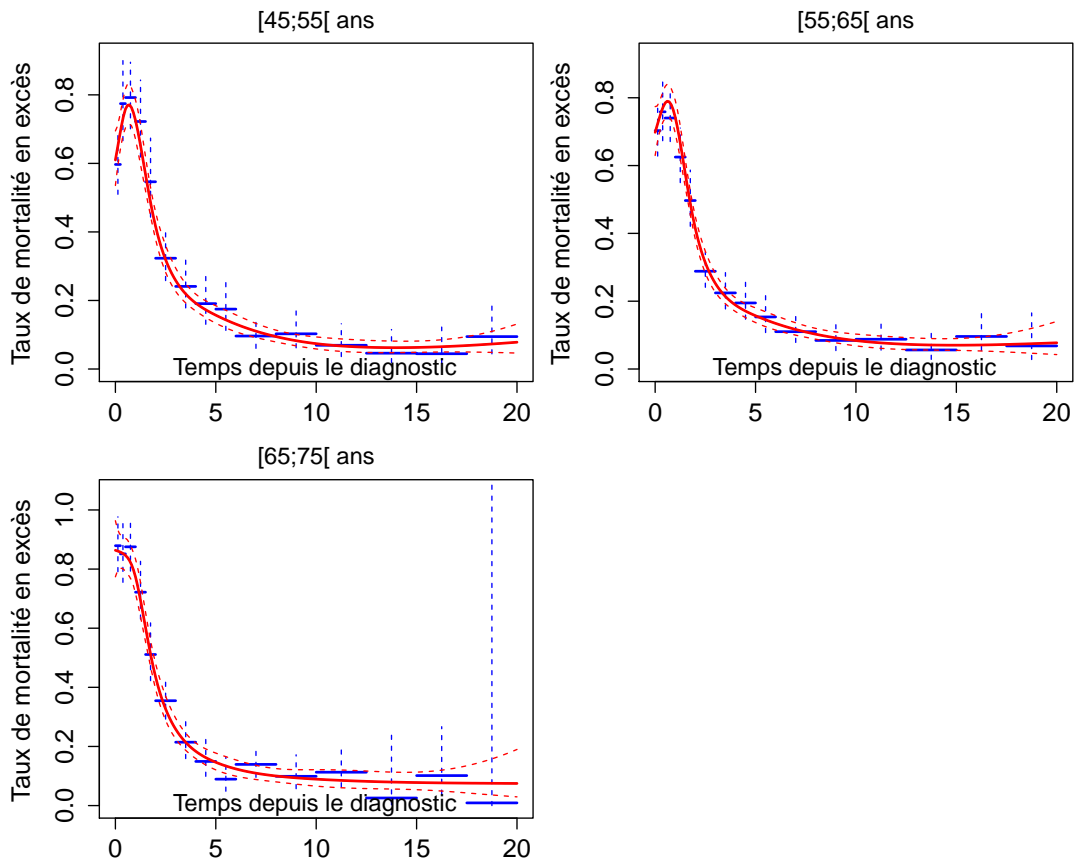 [45;55[ ans
Taux de mortalité en excès
0.0 0.2 0.4 0.6 0.8
Temps depuis le diagnostic
0 5 10 15 20
[55;65[ ans
Taux de mortalité en excès
0.0 0.2 0.4 0.6 0.8
Temps depuis le diagnostic
0 5 10 15 20
[65;75[ ans
Taux de mortalité en excès
0.0 0.2 0.4 0.6 0.8 1.0
Temps depuis le diagnostic
0 5 10 15 20